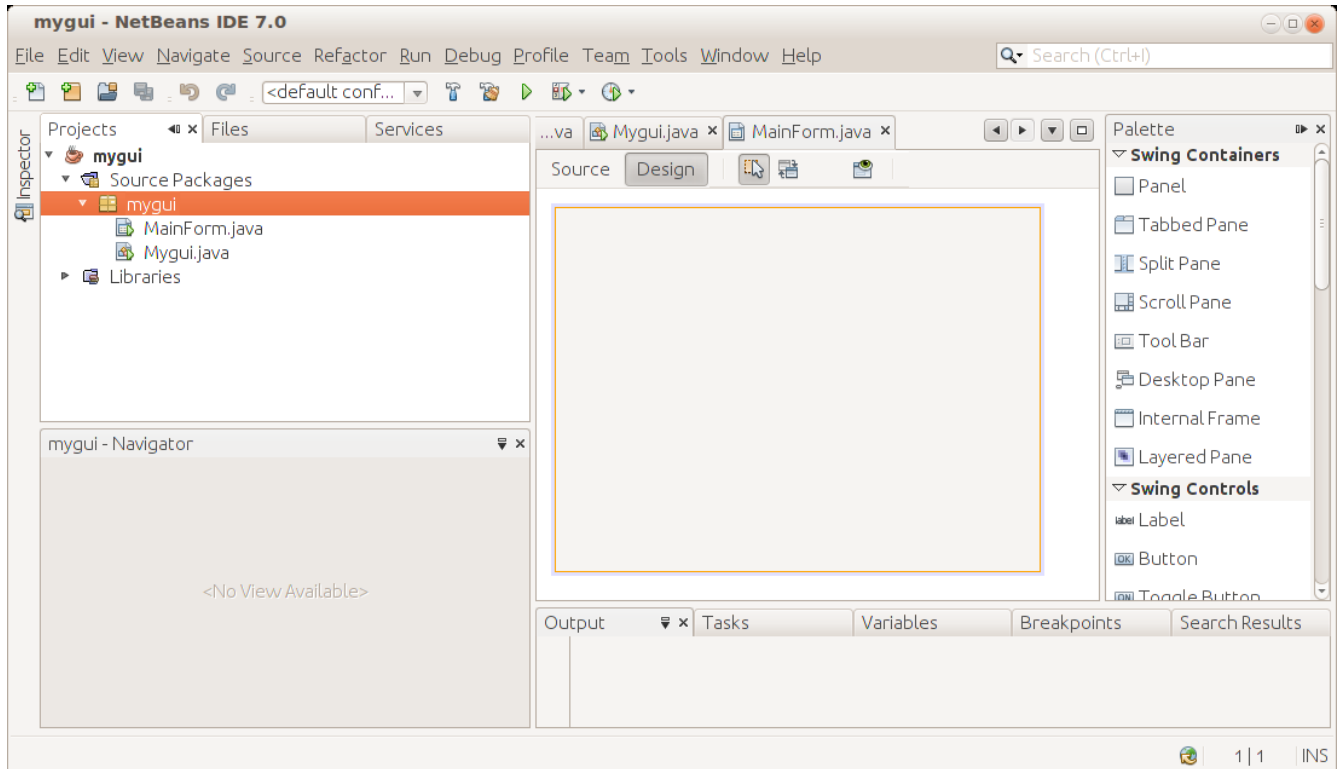 mygui - NetBeans IDE 7.0
File Edit View Navigate Source Refactor Run Debug Profile Team Tools Window Help
Search (Ctrl+I)
<default conf...
Inspector
Projects Files Services
mygui
Source Packages
mygui
MainForm.java
Mygui.java
Libraries
mygui - Navigator
<No View Available>
...va Mygui.java MainForm.java
Source Design
Palette
Swing Containers
Panel
Tabbed Pane
Split Pane
Scroll Pane
Tool Bar
Desktop Pane
Internal Frame
Layered Pane
Swing Controls
label Label
OK Button
ON Toggle Button
Output Tasks Variables Breakpoints Search Results
1|1 INS